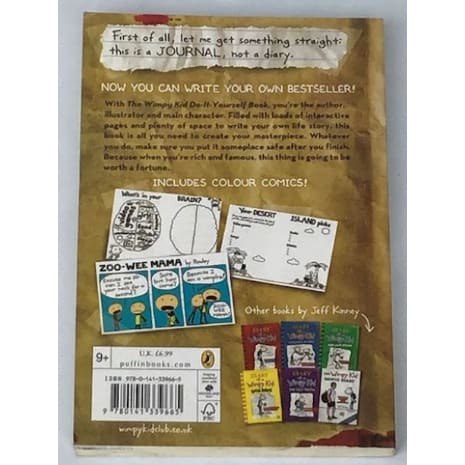 First of all, let me get something straight:
this is a JOURNAL, not a diary.
NOW YOU CAN WRITE YOUR OWN BESTSELLER!
With The Wimpy Kid Do-It-Yourself Book, you're the author,
illustrator and main character. Filled with loads of interactive
pages and plenty of space to write your own life story, this
book is all you need to create your masterpiece. Whatever
you do, make sure you put it someplace safe after you finish.
Because when you're rich and famous, this thing is going to be
worth a fortune.
INCLUDES COLOUR COMICS!
What's in your
BRAIN?
Your DESERT ISLAND picks
ZOO-WEE MAMA by Rowley
Other books by Jeff Kinney
9+
U.K. £6.99
puffinbooks.com
ISBN 978-0-141-33966-5
9 780141 339665
FSC
wimpykidclub.co.uk